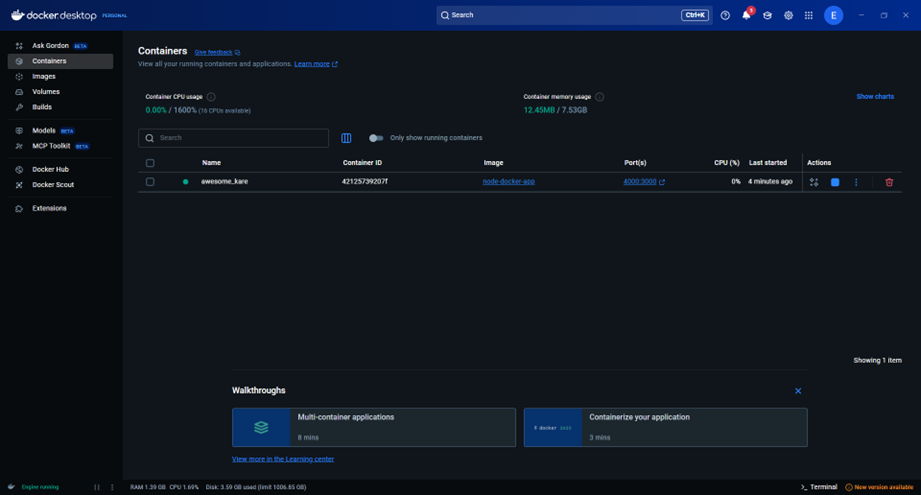 docker.desktop PERSONAL
Search Ctrl+K
5
E
Ask Gordon BETA
Containers
Images
Volumes
Builds
Models BETA
MCP Toolkit BETA
Docker Hub
Docker Scout
Extensions
Containers Give feedback
View all your running containers and applications. Learn more
Container CPU usage
0.00% / 1600% (16 CPUs available)
Container memory usage
12.45MB / 7.53GB
Show charts
Search
Only show running containers
Name Container ID Image Port(s) CPU (%) Last started Actions
awesome_kare 42125739207f node-docker-app 4000:3000 0% 4 minutes ago
Showing 1 item
Walkthroughs
Multi-container applications
8 mins
Containerize your application
3 mins
docker init
View more in the Learning center
Engine running
RAM 1.39 GB CPU 1.69% Disk: 3.59 GB used (limit 1006.85 GB)
Terminal
New version available